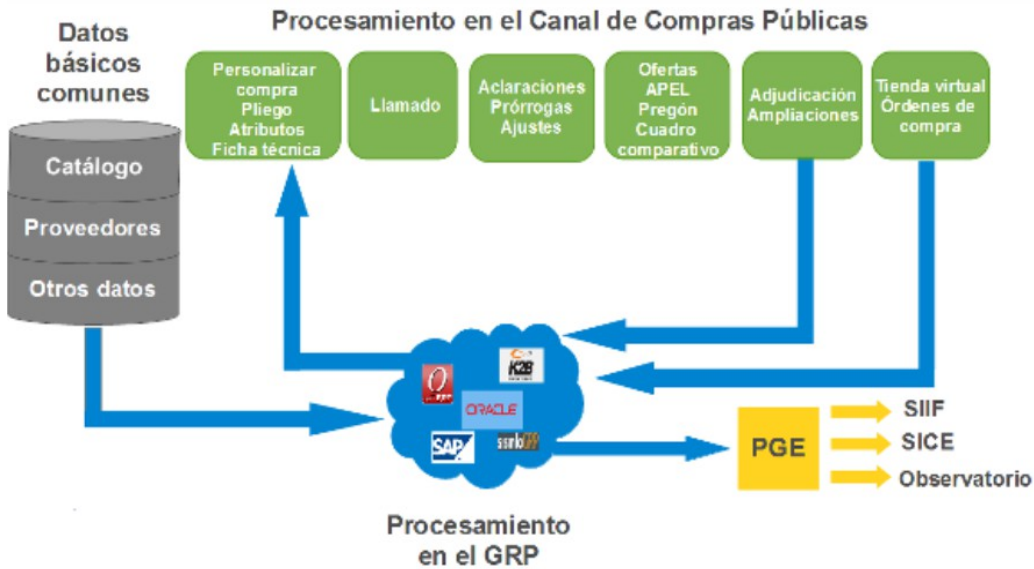 Procesamiento en el Canal de Compras Públicas
Datos
básicos
comunes
Catálogo
Proveedores
Otros datos
Personalizar
compra
Pliego
Atributos
Ficha técnica
Llamado
Aclaraciones
Prórrogas
Ajustes
Ofertas
APEL
Pregón
Cuadro
comparativo
Adjudicación
Ampliaciones
Tienda virtual
Órdenes de
compra
K2B
ORACLE
SAP
PGE
SIIF
SICE
Observatorio
Procesamiento
en el GRP